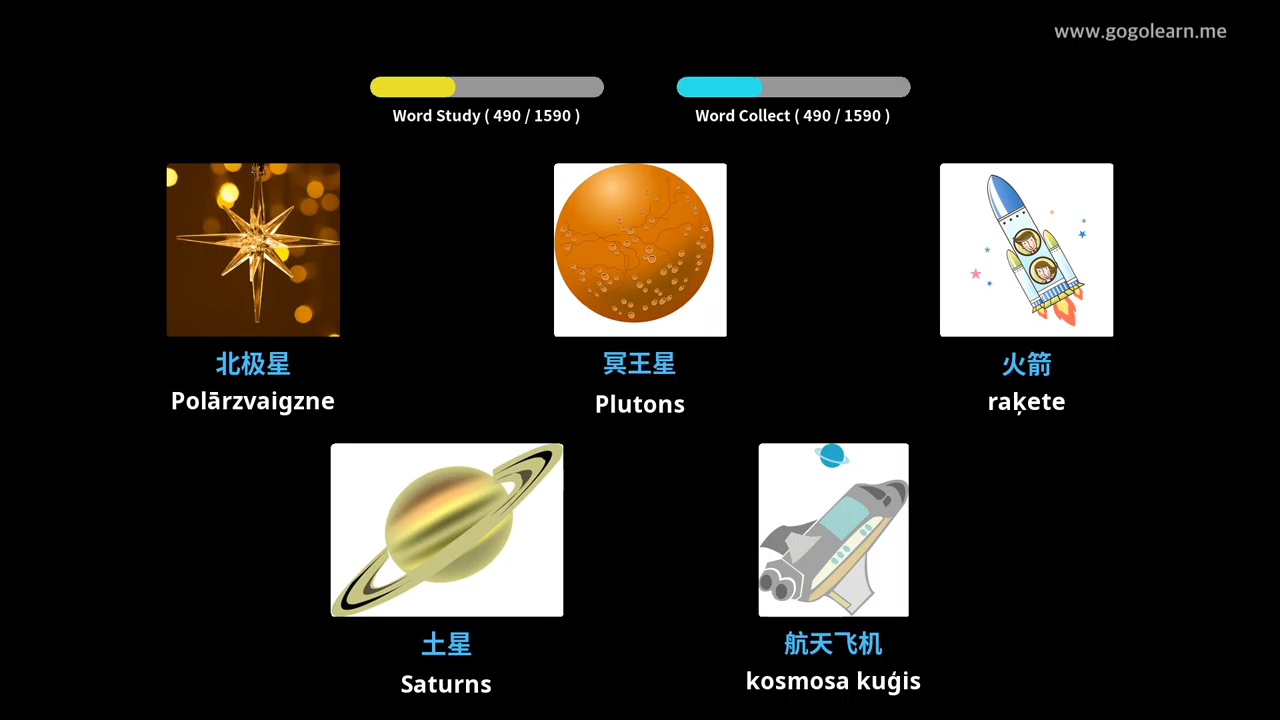 www.gogolearn.me
Word Study ( 490 / 1590 )
Word Collect ( 490 / 1590 )
北极星
Polārzvaigzne
冥王星
Plutons
火箭
raķete
土星
Saturns
航天飞机
kosmosa kuģis